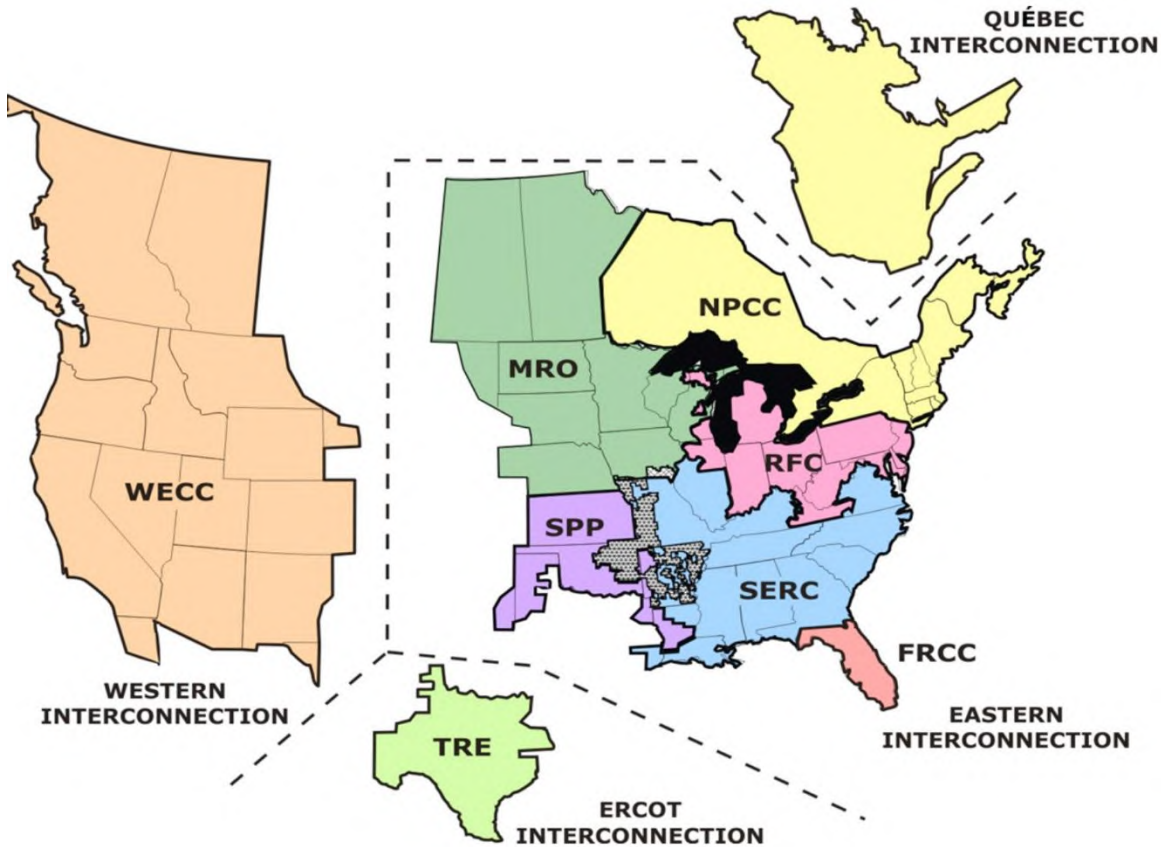 QUÉBEC
INTERCONNECTION
NPCC
MRO
RFC
WECC
SPP
SERC
FRCC
WESTERN
INTERCONNECTION
EASTERN
INTERCONNECTION
TRE
ERCOT
INTERCONNECTION